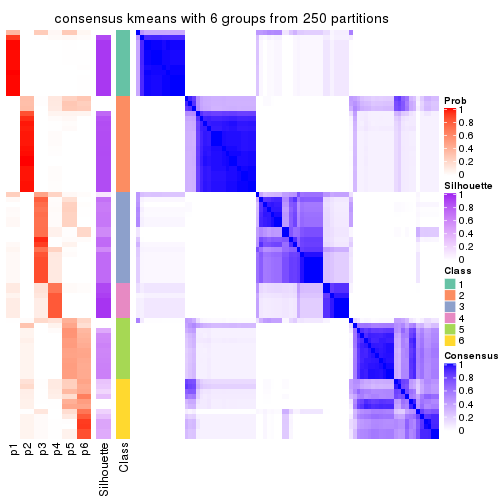 consensus kmeans with 6 groups from 250 partitions
Prob
1
0.8
0.6
0.4
0.2
0
Silhouette
1
0.8
0.6
0.4
0.2
0
Class
1
2
3
4
5
6
Consensus
1
0.8
0.6
0.4
0.2
0
p1
p2
p3
p4
p5
p6
Silhouette
Class